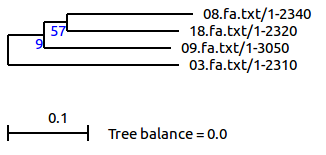 08.fa.txt/1-2340
57
18.fa.txt/1-2320
9
09.fa.txt/1-3050
03.fa.txt/1-2310
0.1
Tree balance = 0.0